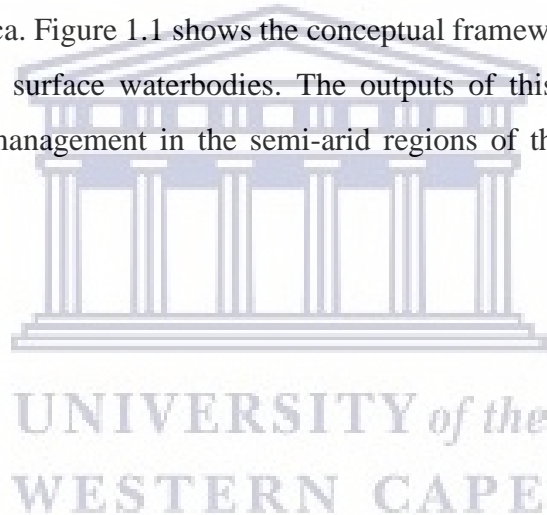 ca. Figure 1.1 shows the conceptual framew
surface waterbodies. The outputs of this
management in the semi-arid regions of th
UNIVERSITY of the
WESTERN CAPE